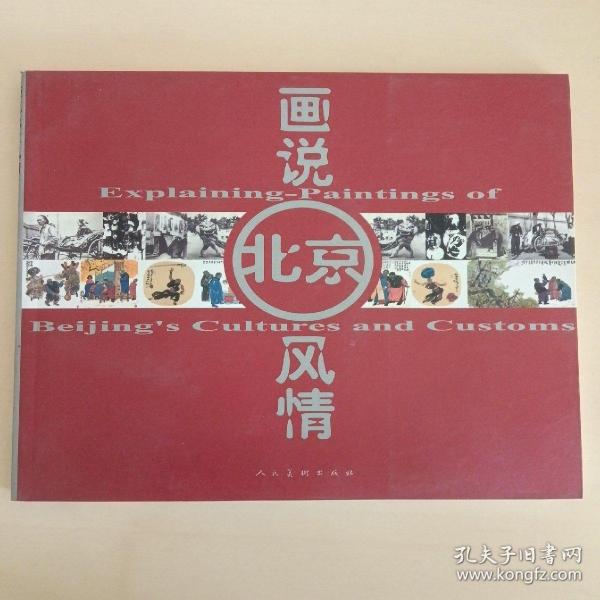 画说
Explaining-Paintings of
北京
Beijing's Cultures and Customs
风情
人民美术出版社
孔夫子旧书网
www.kongfz.com